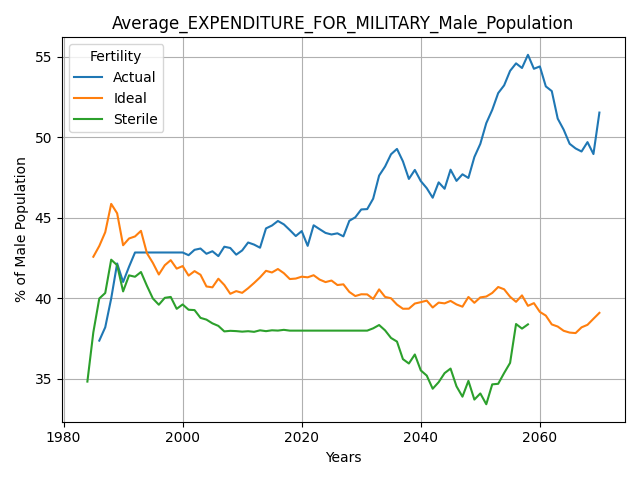 Average_EXPENDITURE_FOR_MILITARY_Male_Population
Fertility
Actual
Ideal
Sterile
% of Male Population
55
50
45
40
35
1980
2000
2020
2040
2060
Years